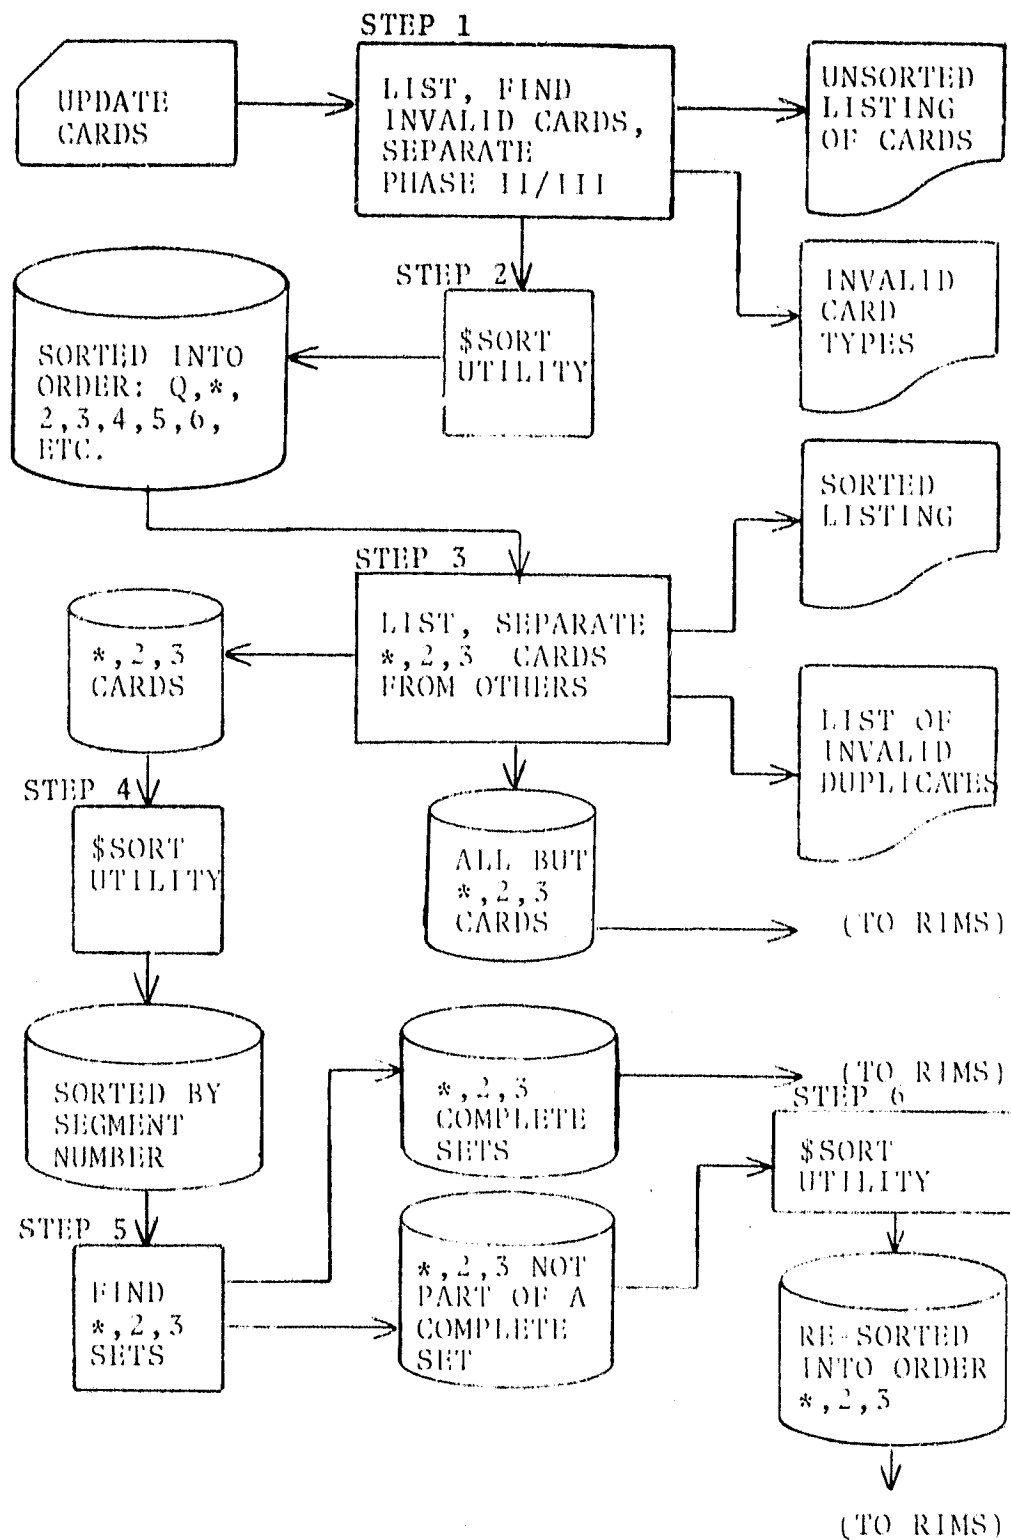 STEP 1
UPDATE
CARDS
LIST, FIND
INVALID CARDS,
SEPARATE
PHASE II/III
UNSORTED
LISTING
OF CARDS
INVALID
CARD
TYPES
STEP 2
$SORT
UTILITY
SORTED INTO
ORDER: Q,*,
2,3,4,5,6,
ETC.
SORTED
LISTING
STEP 3
LIST, SEPARATE
*,2,3 CARDS
FROM OTHERS
*,2,3
CARDS
LIST OF
INVALID
DUPLICATES
STEP 4
$SORT
UTILITY
ALL BUT
*,2,3
CARDS
(TO RIMS)
SORTED BY
SEGMENT
NUMBER
*,2,3
COMPLETE
SETS
(TO RIMS)
STEP 6
$SORT
UTILITY
STEP 5
FIND
*,2,3
SETS
*,2,3 NOT
PART OF A
COMPLETE
SET
RE-SORTED
INTO ORDER
*,2,3
(TO RIMS)